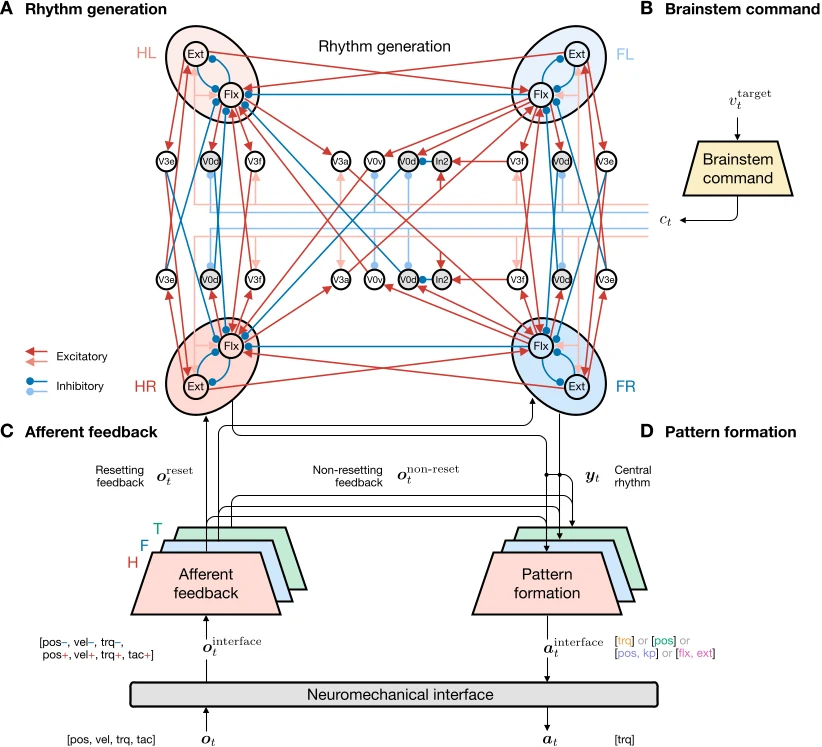 A Rhythm generation
B Brainstem command
HL
Ext
Flx
Rhythm generation
Ext
Flx
FL
V3e
V0d
V3f
V3a
V0v
V0d
In2
V3f
V0d
V3e
v_t^target
Brainstem
command
c_t
V3e
V0d
V3f
V3a
V0v
V0d
In2
V3f
V0d
V3e
Excitatory
Inhibitory
HR
Flx
Ext
Flx
Ext
FR
C Afferent feedback
D Pattern formation
Resetting
feedback
o_t^reset
Non-resetting
feedback
o_t^non-reset
y_t
Central
rhythm
T
F
H
Afferent
feedback
Pattern
formation
[pos–, vel–, trq–,
pos+, vel+, trq+, tac+]
o_t^interface
a_t^interface
[trq] or [pos] or
[pos, kp] or [flx, ext]
Neuromechanical interface
[pos, vel, trq, tac]
o_t
a_t
[trq]